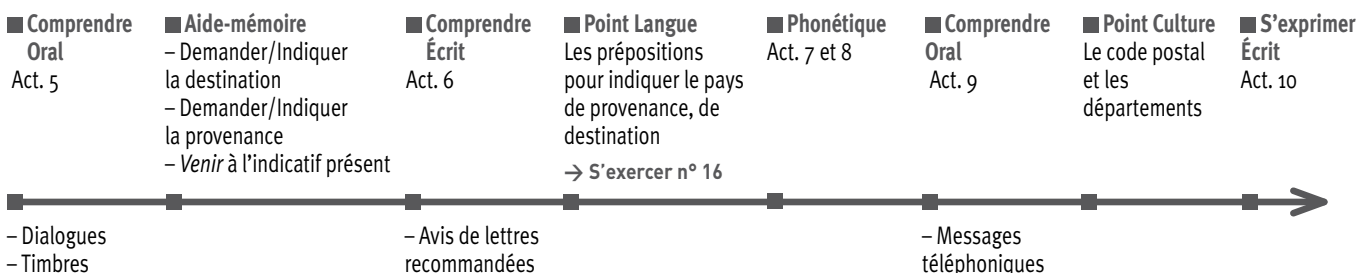 Comprendre
Oral
Act. 5
Aide-mémoire
– Demander/Indiquer
la destination
– Demander/Indiquer
la provenance
– Venir à l'indicatif présent
Comprendre
Écrit
Act. 6
Point Langue
Les prépositions
pour indiquer le pays
de provenance, de
destination
→ S'exercer n° 16
Phonétique
Act. 7 et 8
Comprendre
Oral
Act. 9
Point Culture
Le code postal
et les
départements
S'exprimer
Écrit
Act. 10
– Dialogues
– Timbres
– Avis de lettres
recommandées
– Messages
téléphoniques